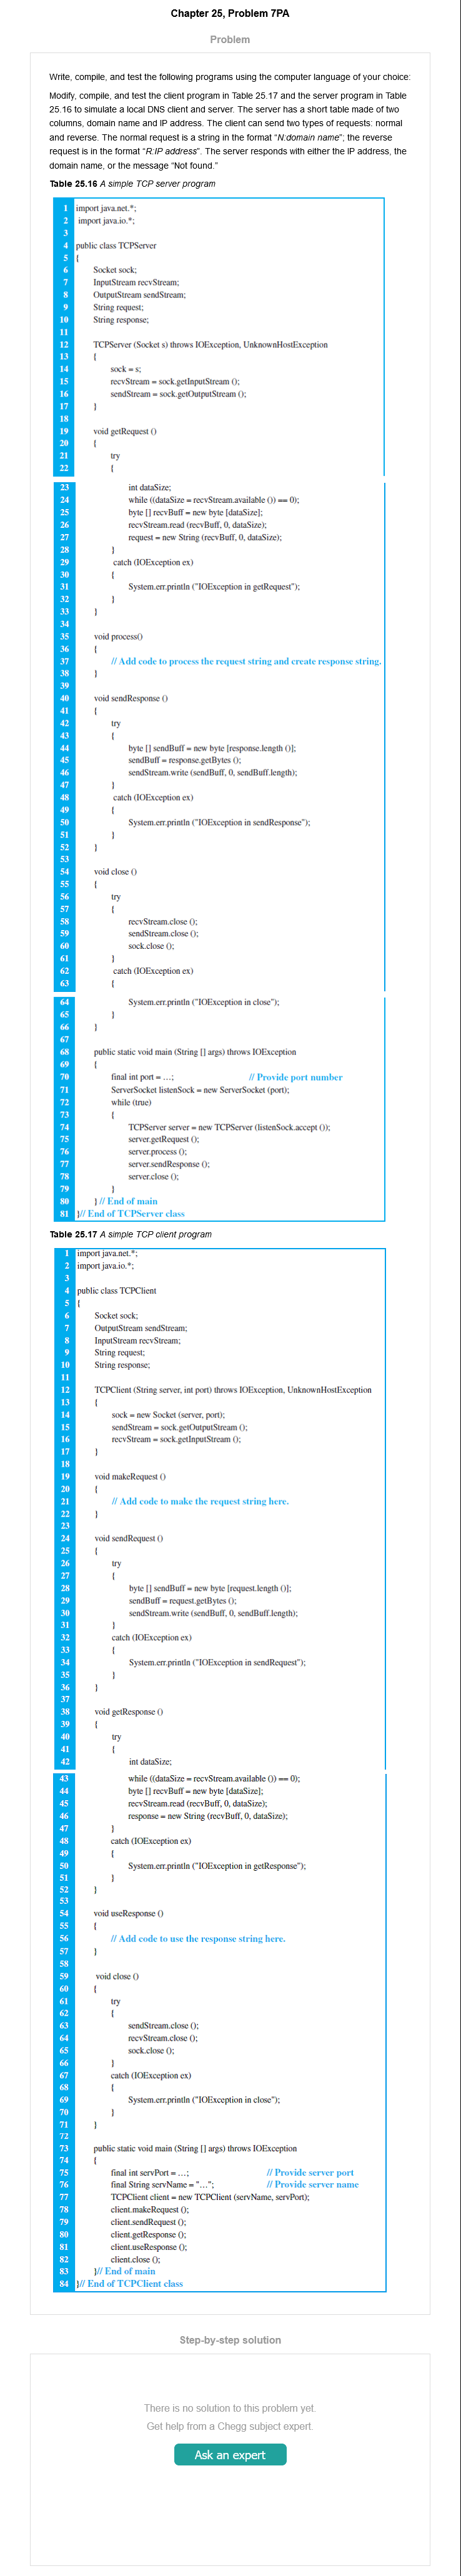 Chapter 25, Problem 7PA
Problem
Write, compile, and test the following programs using the computer language of your choice:
Modify, compile, and test the client program in Table 25.17 and the server program in Table
25.16 to simulate a local DNS client and server. The server has a short table made of two
columns, domain name and IP address. The client can send two types of requests: normal
and reverse. The normal request is a string in the format “N:domain name”; the reverse
request is in the format “R:IP address”. The server responds with either the IP address, the
domain name, or the message “Not found.”
Table 25.16 A simple TCP server program
1 import java.net.*;
2 import java.io.*;
3
4 public class TCPServer
5 {
6 Socket sock;
7 InputStream recvStream;
8 OutputStream sendStream;
9 String request;
10 String response;
11
12 TCPServer (Socket s) throws IOException, UnknownHostException
13 {
14 sock = s;
15 recvStream = sock.getInputStream ();
16 sendStream = sock.getOutputStream ();
17 }
18
19 void getRequest ()
20 {
21 try
22 {
23 int dataSize;
24 while ((dataSize = recvStream.available ()) == 0);
25 byte [] recvBuff = new byte [dataSize];
26 recvStream.read (recvBuff, 0, dataSize);
27 request = new String (recvBuff, 0, dataSize);
28 }
29 catch (IOException ex)
30 {
31 System.err.println ("IOException in getRequest");
32 }
33 }
34
35 void process()
36 {
37 // Add code to process the request string and create response string.
38 }
39
40 void sendResponse ()
41 {
42 try
43 {
44 byte [] sendBuff = new byte [response.length ()];
45 sendBuff = response.getBytes ();
46 sendStream.write (sendBuff, 0, sendBuff.length);
47 }
48 catch (IOException ex)
49 {
50 System.err.println ("IOException in sendResponse");
51 }
52 }
53
54 void close ()
55 {
56 try
57 {
58 recvStream.close ();
59 sendStream.close ();
60 sock.close ();
61 }
62 catch (IOException ex)
63 {
64 System.err.println ("IOException in close");
65 }
66 }
67
68 public static void main (String [] args) throws IOException
69 {
70 final int port = …; // Provide port number
71 ServerSocket listenSock = new ServerSocket (port);
72 while (true)
73 {
74 TCPServer server = new TCPServer (listenSock.accept ());
75 server.getRequest ();
76 server.process ();
77 server.sendResponse ();
78 server.close ();
79 }
80 } // End of main
81 }// End of TCPServer class
Table 25.17 A simple TCP client program
1 import java.net.*;
2 import java.io.*;
3
4 public class TCPClient
5 {
6 Socket sock;
7 OutputStream sendStream;
8 InputStream recvStream;
9 String request;
10 String response;
11
12 TCPClient (String server, int port) throws IOException, UnknownHostException
13 {
14 sock = new Socket (server, port);
15 sendStream = sock.getOutputStream ();
16 recvStream = sock.getInputStream ();
17 }
18
19 void makeRequest ()
20 {
21 // Add code to make the request string here.
22 }
23
24 void sendRequest ()
25 {
26 try
27 {
28 byte [] sendBuff = new byte [request.length ()];
29 sendBuff = request.getBytes ();
30 sendStream.write (sendBuff, 0, sendBuff.length);
31 }
32 catch (IOException ex)
33 {
34 System.err.println ("IOException in sendRequest");
35 }
36 }
37
38 void getResponse ()
39 {
40 try
41 {
42 int dataSize;
43 while ((dataSize = recvStream.available ()) == 0);
44 byte [] recvBuff = new byte [dataSize];
45 recvStream.read (recvBuff, 0, dataSize);
46 response = new String (recvBuff, 0, dataSize);
47 }
48 catch (IOException ex)
49 {
50 System.err.println ("IOException in getResponse");
51 }
52 }
53
54 void useResponse ()
55 {
56 // Add code to use the response string here.
57 }
58
59 void close ()
60 {
61 try
62 {
63 sendStream.close ();
64 recvStream.close ();
65 sock.close ();
66 }
67 catch (IOException ex)
68 {
69 System.err.println ("IOException in close");
70 }
71 }
72
73 public static void main (String [] args) throws IOException
74 {
75 final int servPort = …; // Provide server port
76 final String servName = "…"; // Provide server name
77 TCPClient client = new TCPClient (servName, servPort);
78 client.makeRequest ();
79 client.sendRequest ();
80 client.getResponse ();
81 client.useResponse ();
82 client.close ();
83 }// End of main
84 }// End of TCPClient class
Step-by-step solution
There is no solution to this problem yet.
Get help from a Chegg subject expert.
Ask an expert